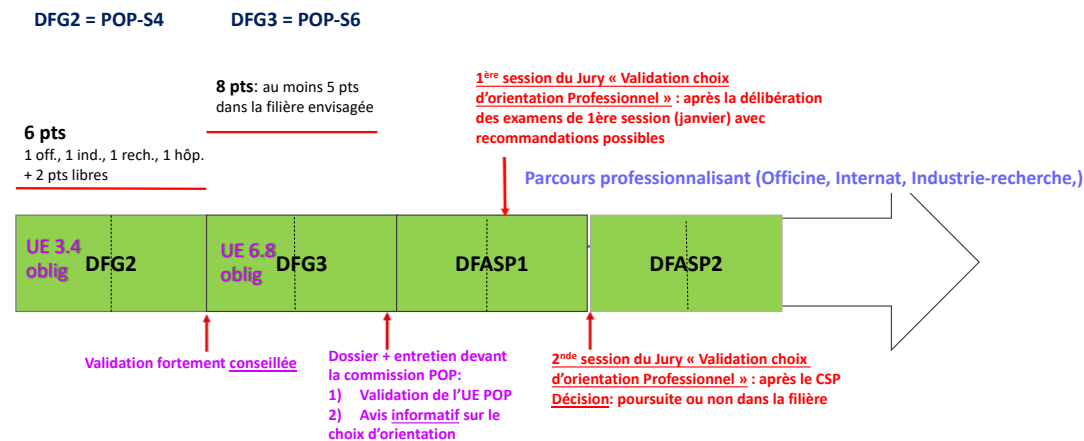 DFG2 = POP-S4
DFG3 = POP-S6
8 pts: au moins 5 pts
dans la filière envisagée
6 pts
1 off., 1 ind., 1 rech., 1 hôp.
+ 2 pts libres
1ère session du Jury « Validation choix
d'orientation Professionnel » : après la délibération
des examens de 1ère session (janvier) avec
recommandations possibles
Parcours professionnalisant (Officine, Internat, Industrie-recherche,)
UE 3.4
oblig
DFG2
UE 6.8
oblig
DFG3
DFASP1
DFASP2
Validation fortement conseillée
Dossier + entretien devant
la commission POP:
1) Validation de l'UE POP
2) Avis informatif sur le
choix d'orientation
2nde session du Jury « Validation choix
d'orientation Professionnel » : après le CSP
Décision: poursuite ou non dans la filière